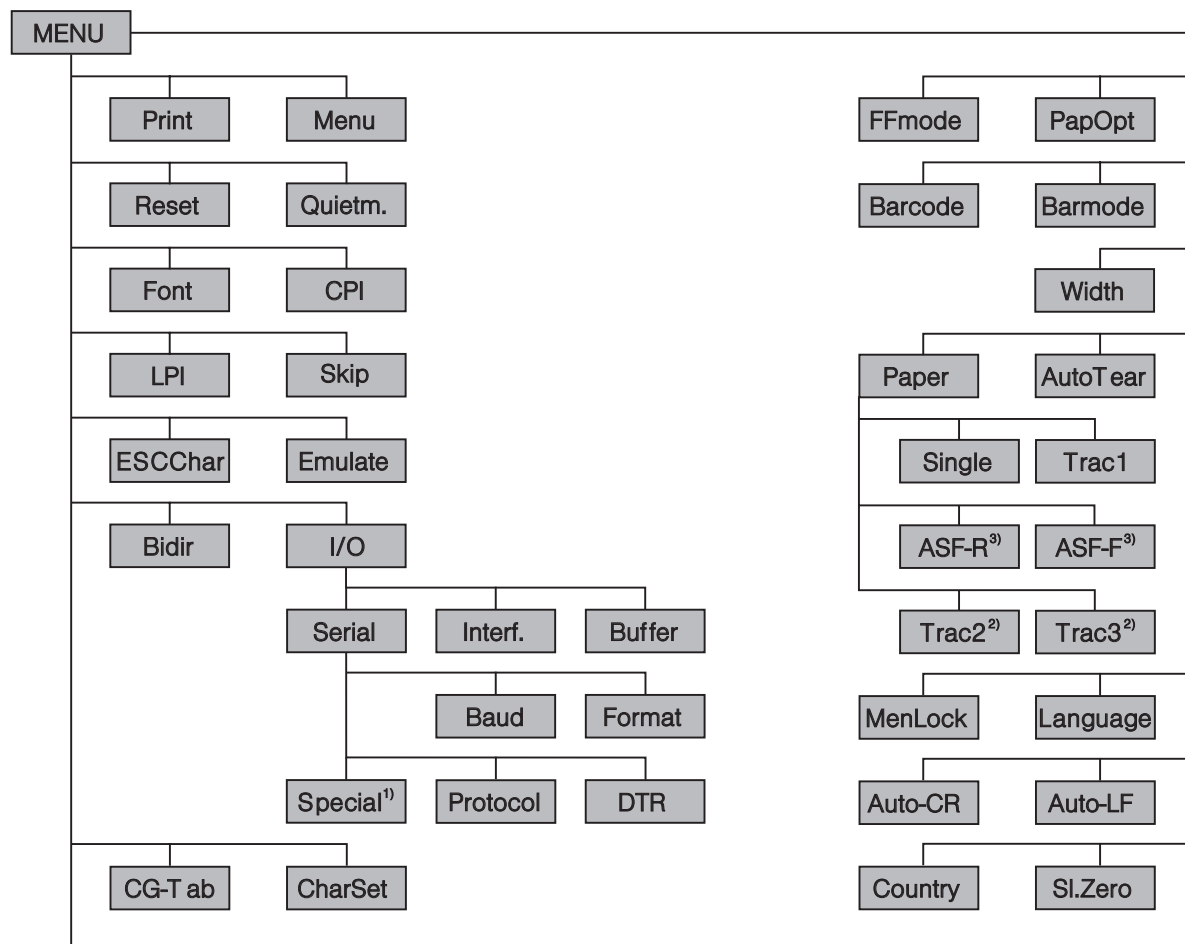 MENU
Print Menu FFmode PapOpt
Reset Quietm. Barcode Barmode
Font CPI Width
LPI Skip Paper AutoTear
ESCChar Emulate Single Trac1
Bidir I/O ASF-R3) ASF-F3)
Serial Interf. Buffer Trac22) Trac32)
Baud Format MenLock Language
Special1) Protocol DTR Auto-CR Auto-LF
CG-Tab CharSet Country Sl.Zero